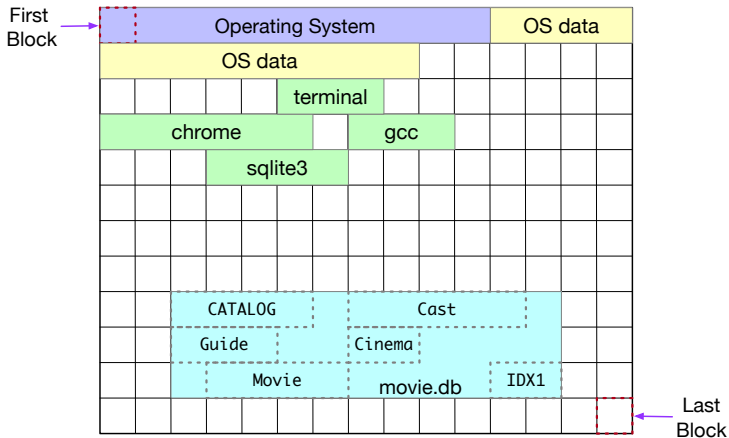 First
Block
Operating System
OS data
OS data
terminal
chrome
gcc
sqlite3
CATALOG
Cast
Guide
Cinema
Movie
movie.db
IDX1
Last
Block